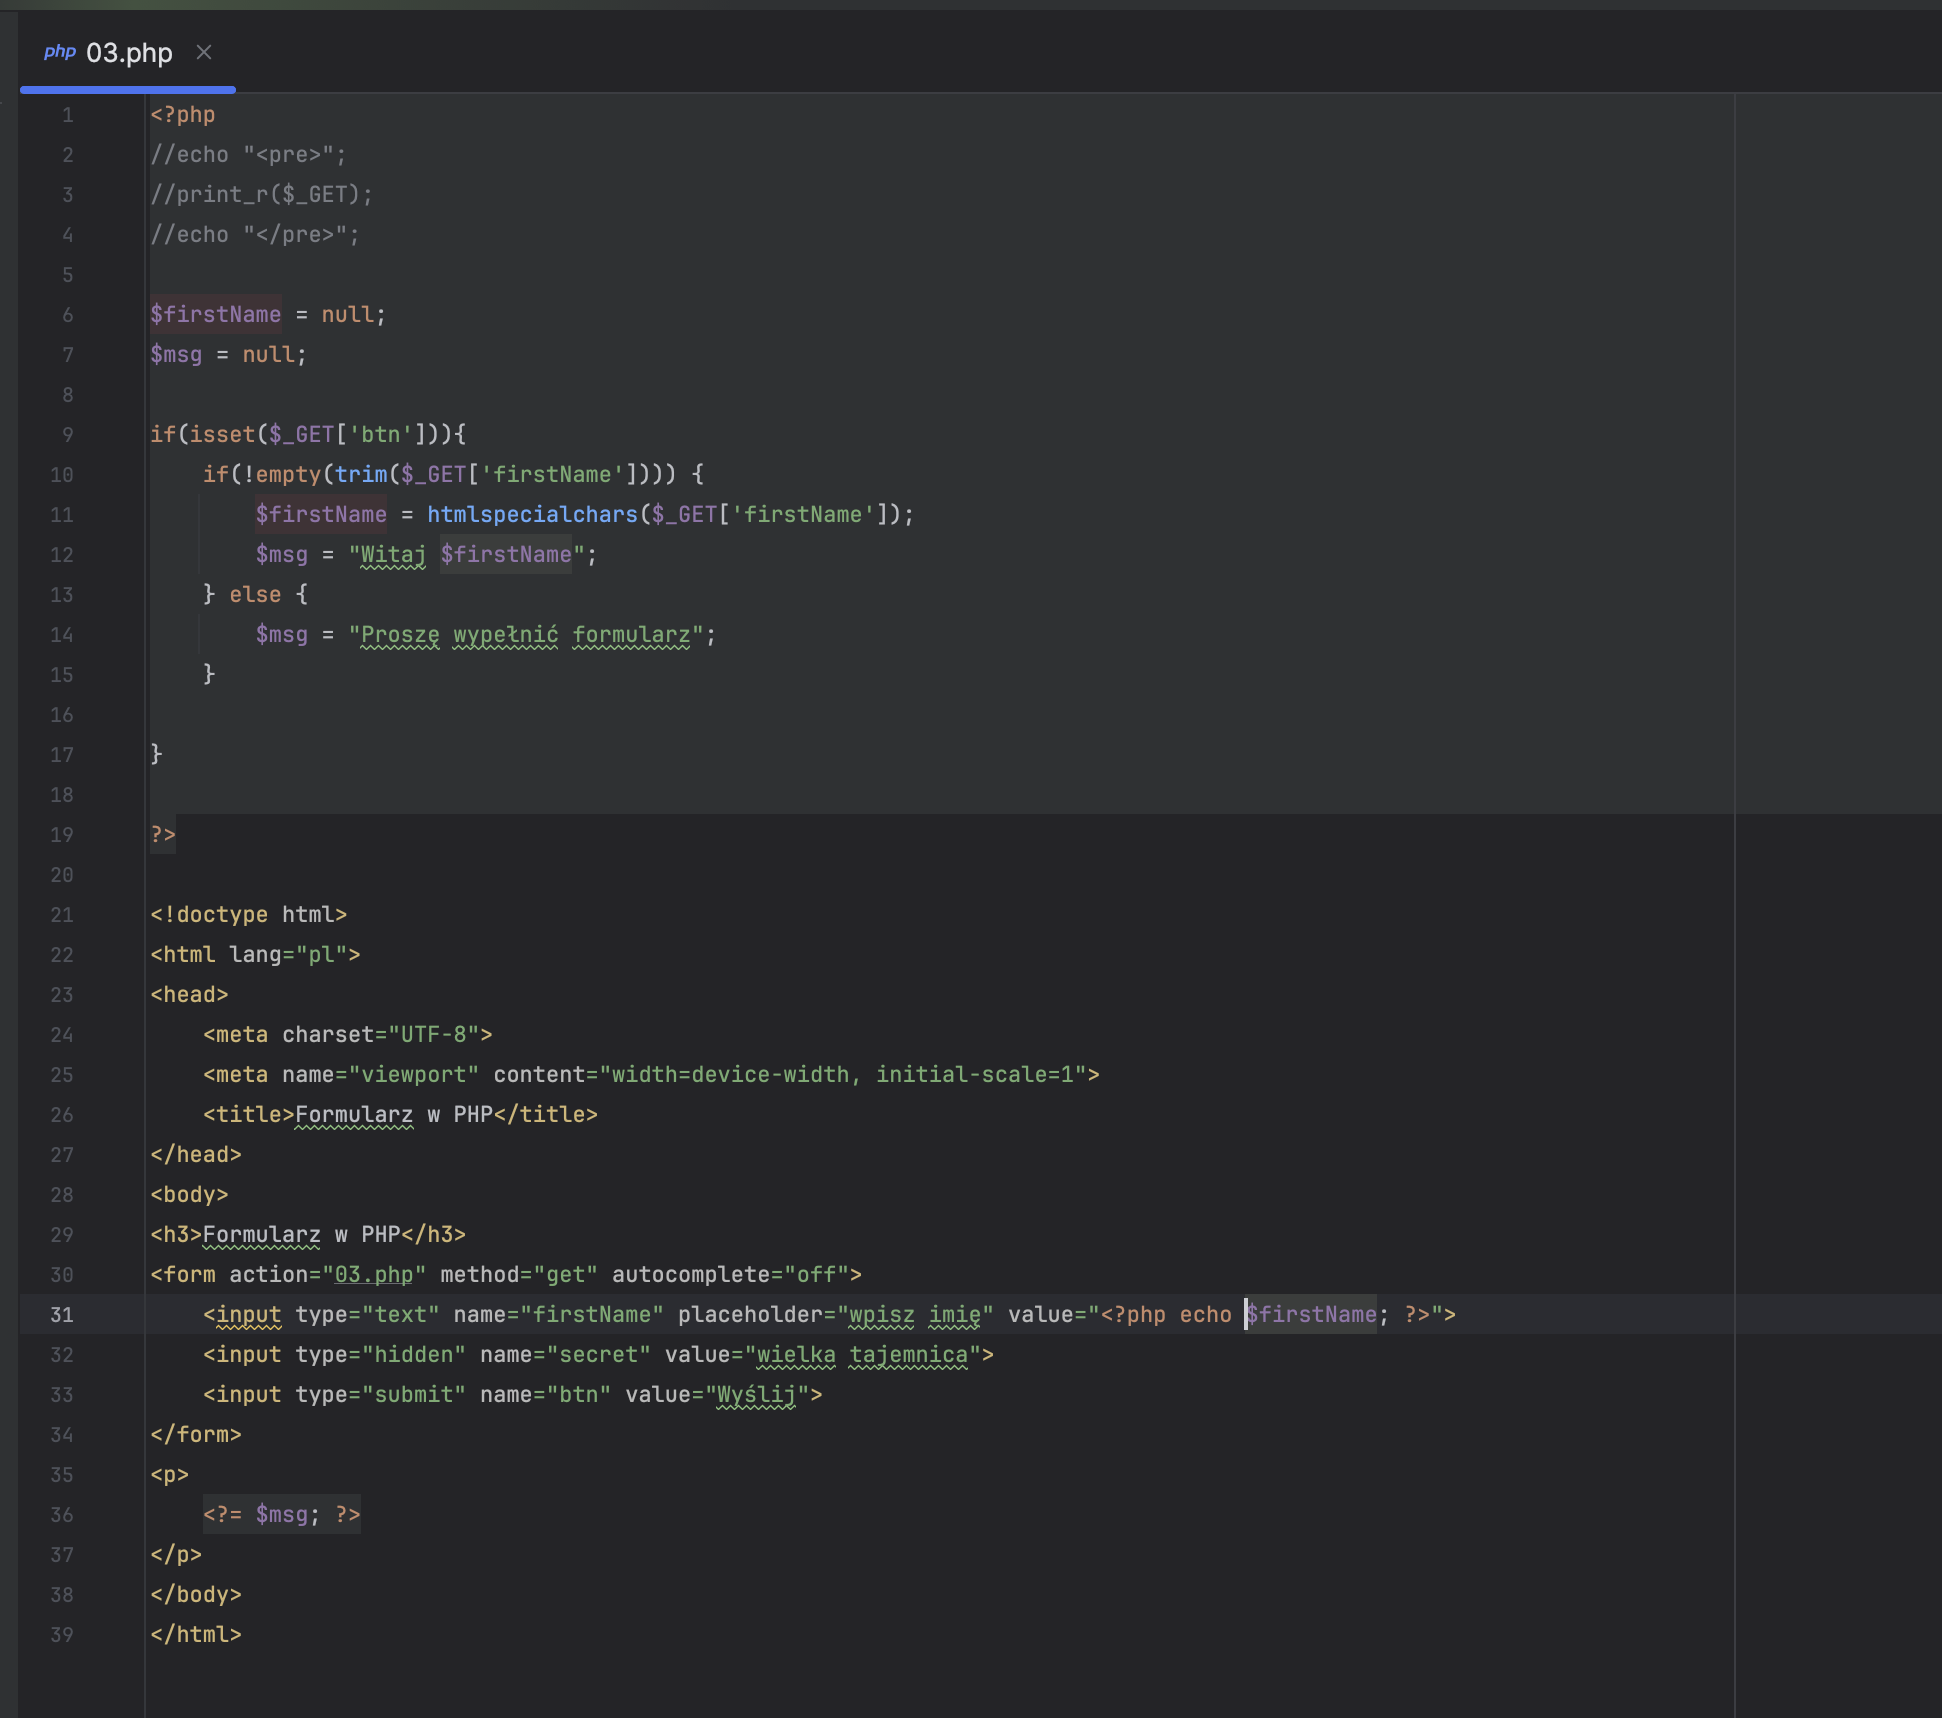 php 03.php ×
1 <?php
2 //echo "<pre>";
3 //print_r($_GET);
4 //echo "</pre>";
5
6 $firstName = null;
7 $msg = null;
8
9 if(isset($_GET['btn'])){
10     if(!empty(trim($_GET['firstName']))) {
11         $firstName = htmlspecialchars($_GET['firstName']);
12         $msg = "Witaj $firstName";
13     } else {
14         $msg = "Proszę wypełnić formularz";
15     }
16
17 }
18
19 ?>
20
21 <!doctype html>
22 <html lang="pl">
23 <head>
24     <meta charset="UTF-8">
25     <meta name="viewport" content="width=device-width, initial-scale=1">
26     <title>Formularz w PHP</title>
27 </head>
28 <body>
29 <h3>Formularz w PHP</h3>
30 <form action="03.php" method="get" autocomplete="off">
31     <input type="text" name="firstName" placeholder="wpisz imię" value="<?php echo $firstName; ?>">
32     <input type="hidden" name="secret" value="wielka tajemnica">
33     <input type="submit" name="btn" value="Wyślij">
34 </form>
35 <p>
36     <?= $msg; ?>
37 </p>
38 </body>
39 </html>